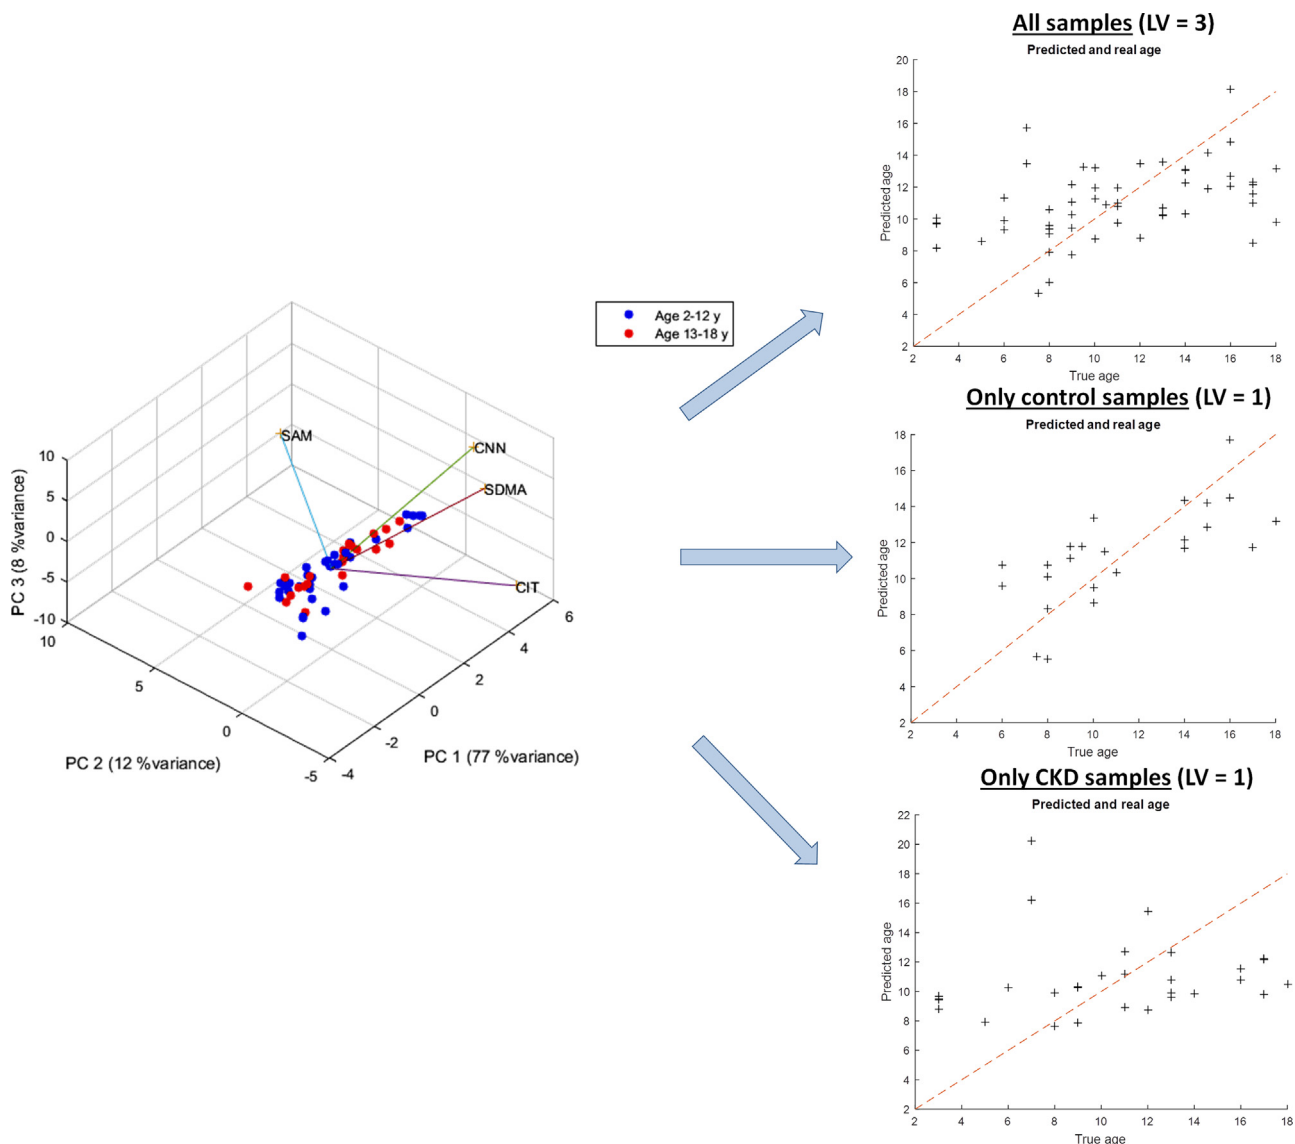 All samples (LV = 3)
Predicted and real age
20
18
16
14
12
10
8
6
4
2
Predicted age
2 4 6 8 10 12 14 16 18
True age
Age 2-12 y
Age 13-18 y
SAM
CNN
SDMA
CIT
10
5
0
-5
-10
PC 3 (8 %variance)
10
5
0
-5
PC 2 (12 %variance)
-4
-2
0
2
4
6
PC 1 (77 %variance)
Only control samples (LV = 1)
Predicted and real age
18
16
14
12
10
8
6
4
2
Predicted age
2 4 6 8 10 12 14 16 18
True age
Only CKD samples (LV = 1)
Predicted and real age
22
20
18
16
14
12
10
8
6
4
2
Predicted age
2 4 6 8 10 12 14 16 18
True age